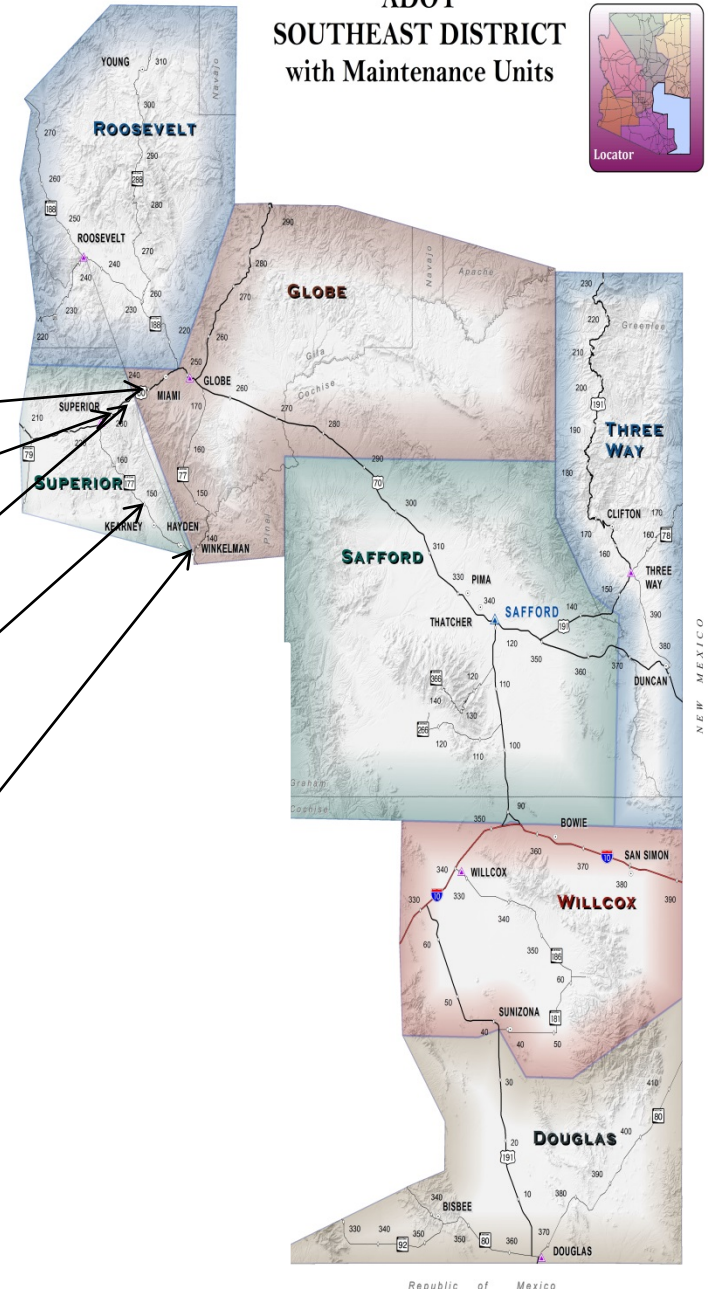 ADOT
SOUTHEAST DISTRICT
with Maintenance Units
Locator
YOUNG
310
Navajo
300
ROOSEVELT
270
290
288
260
280
188
250
ROOSEVELT
270
240
240
260
230
230
188
220
220
290
280
Navajo
Apache
GLOBE
270
260
Gila
Cochise
250
240
GLOBE
260
60
MIAMI
170
270
280
SUPERIOR
210
230
220
79
160
160
290
SUPERIOR
177
77
150
150
KEARNEY
HAYDEN
140
WINKELMAN
Pinal
230
220
Greenlee
210
200
191
190
THREE
WAY
180
CLIFTON
170
170
160
78
160
THREE
WAY
150
390
380
370
DUNCAN
NEW MEXICO
70
300
310
SAFFORD
330
PIMA
340
SAFFORD
140
THATCHER
191
120
350
360
366
120
110
140
130
266
120
110
100
Graham
Cochise
90
350
BOWIE
360
SAN SIMON
10
370
340
WILLCOX
380
10
330
330
390
WILLCOX
340
60
350
186
60
50
SUNIZONA
181
40
40
50
30
410
80
DOUGLAS
400
20
191
390
10
380
340
BISBEE
330
340
350
350
370
92
80
360
DOUGLAS
Republic of Mexico